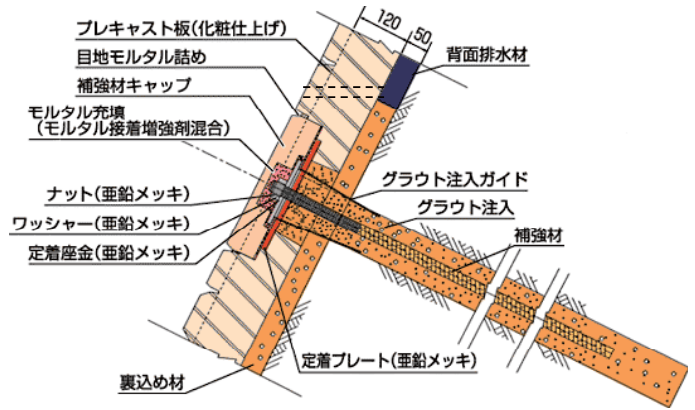 プレキャスト板(化粧仕上げ)
目地モルタル詰め
補強材キャップ
モルタル充填
(モルタル接着増強剤混合)
ナット(亜鉛メッキ)
ワッシャー(亜鉛メッキ)
定着座金(亜鉛メッキ)
裏込め材
120
50
背面排水材
グラウト注入ガイド
グラウト注入
補強材
定着プレート(亜鉛メッキ)